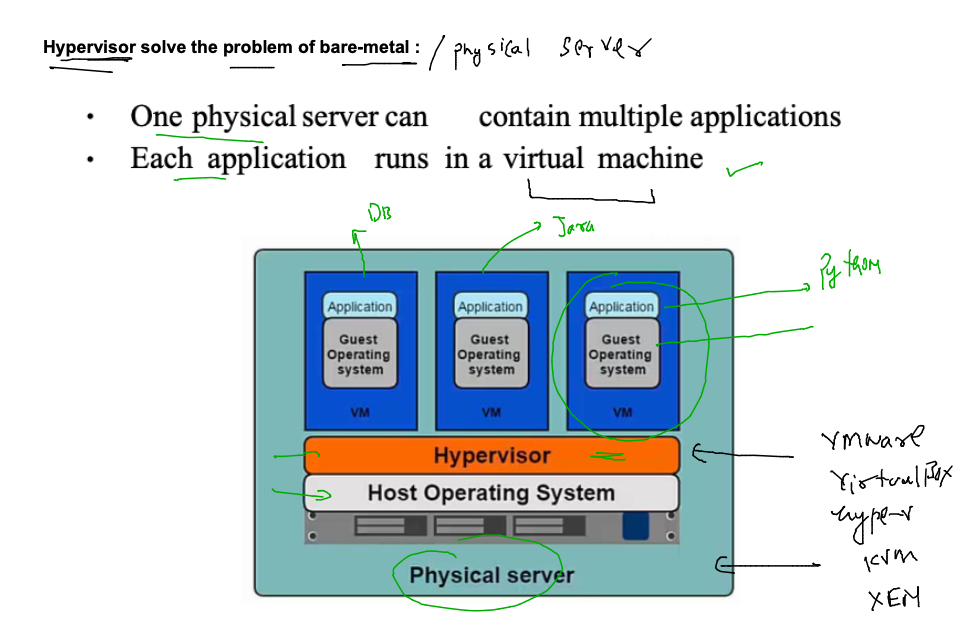 Hypervisor solve the problem of bare-metal : / physical server
• One physical server can contain multiple applications
• Each application runs in a virtual machine
DB
Java
Python
Application
Guest
Operating
system
VM
Application
Guest
Operating
system
VM
Application
Guest
Operating
system
VM
Hypervisor
Host Operating System
Physical server
vmware
VirtualBox
hyper-v
KVM
XEN